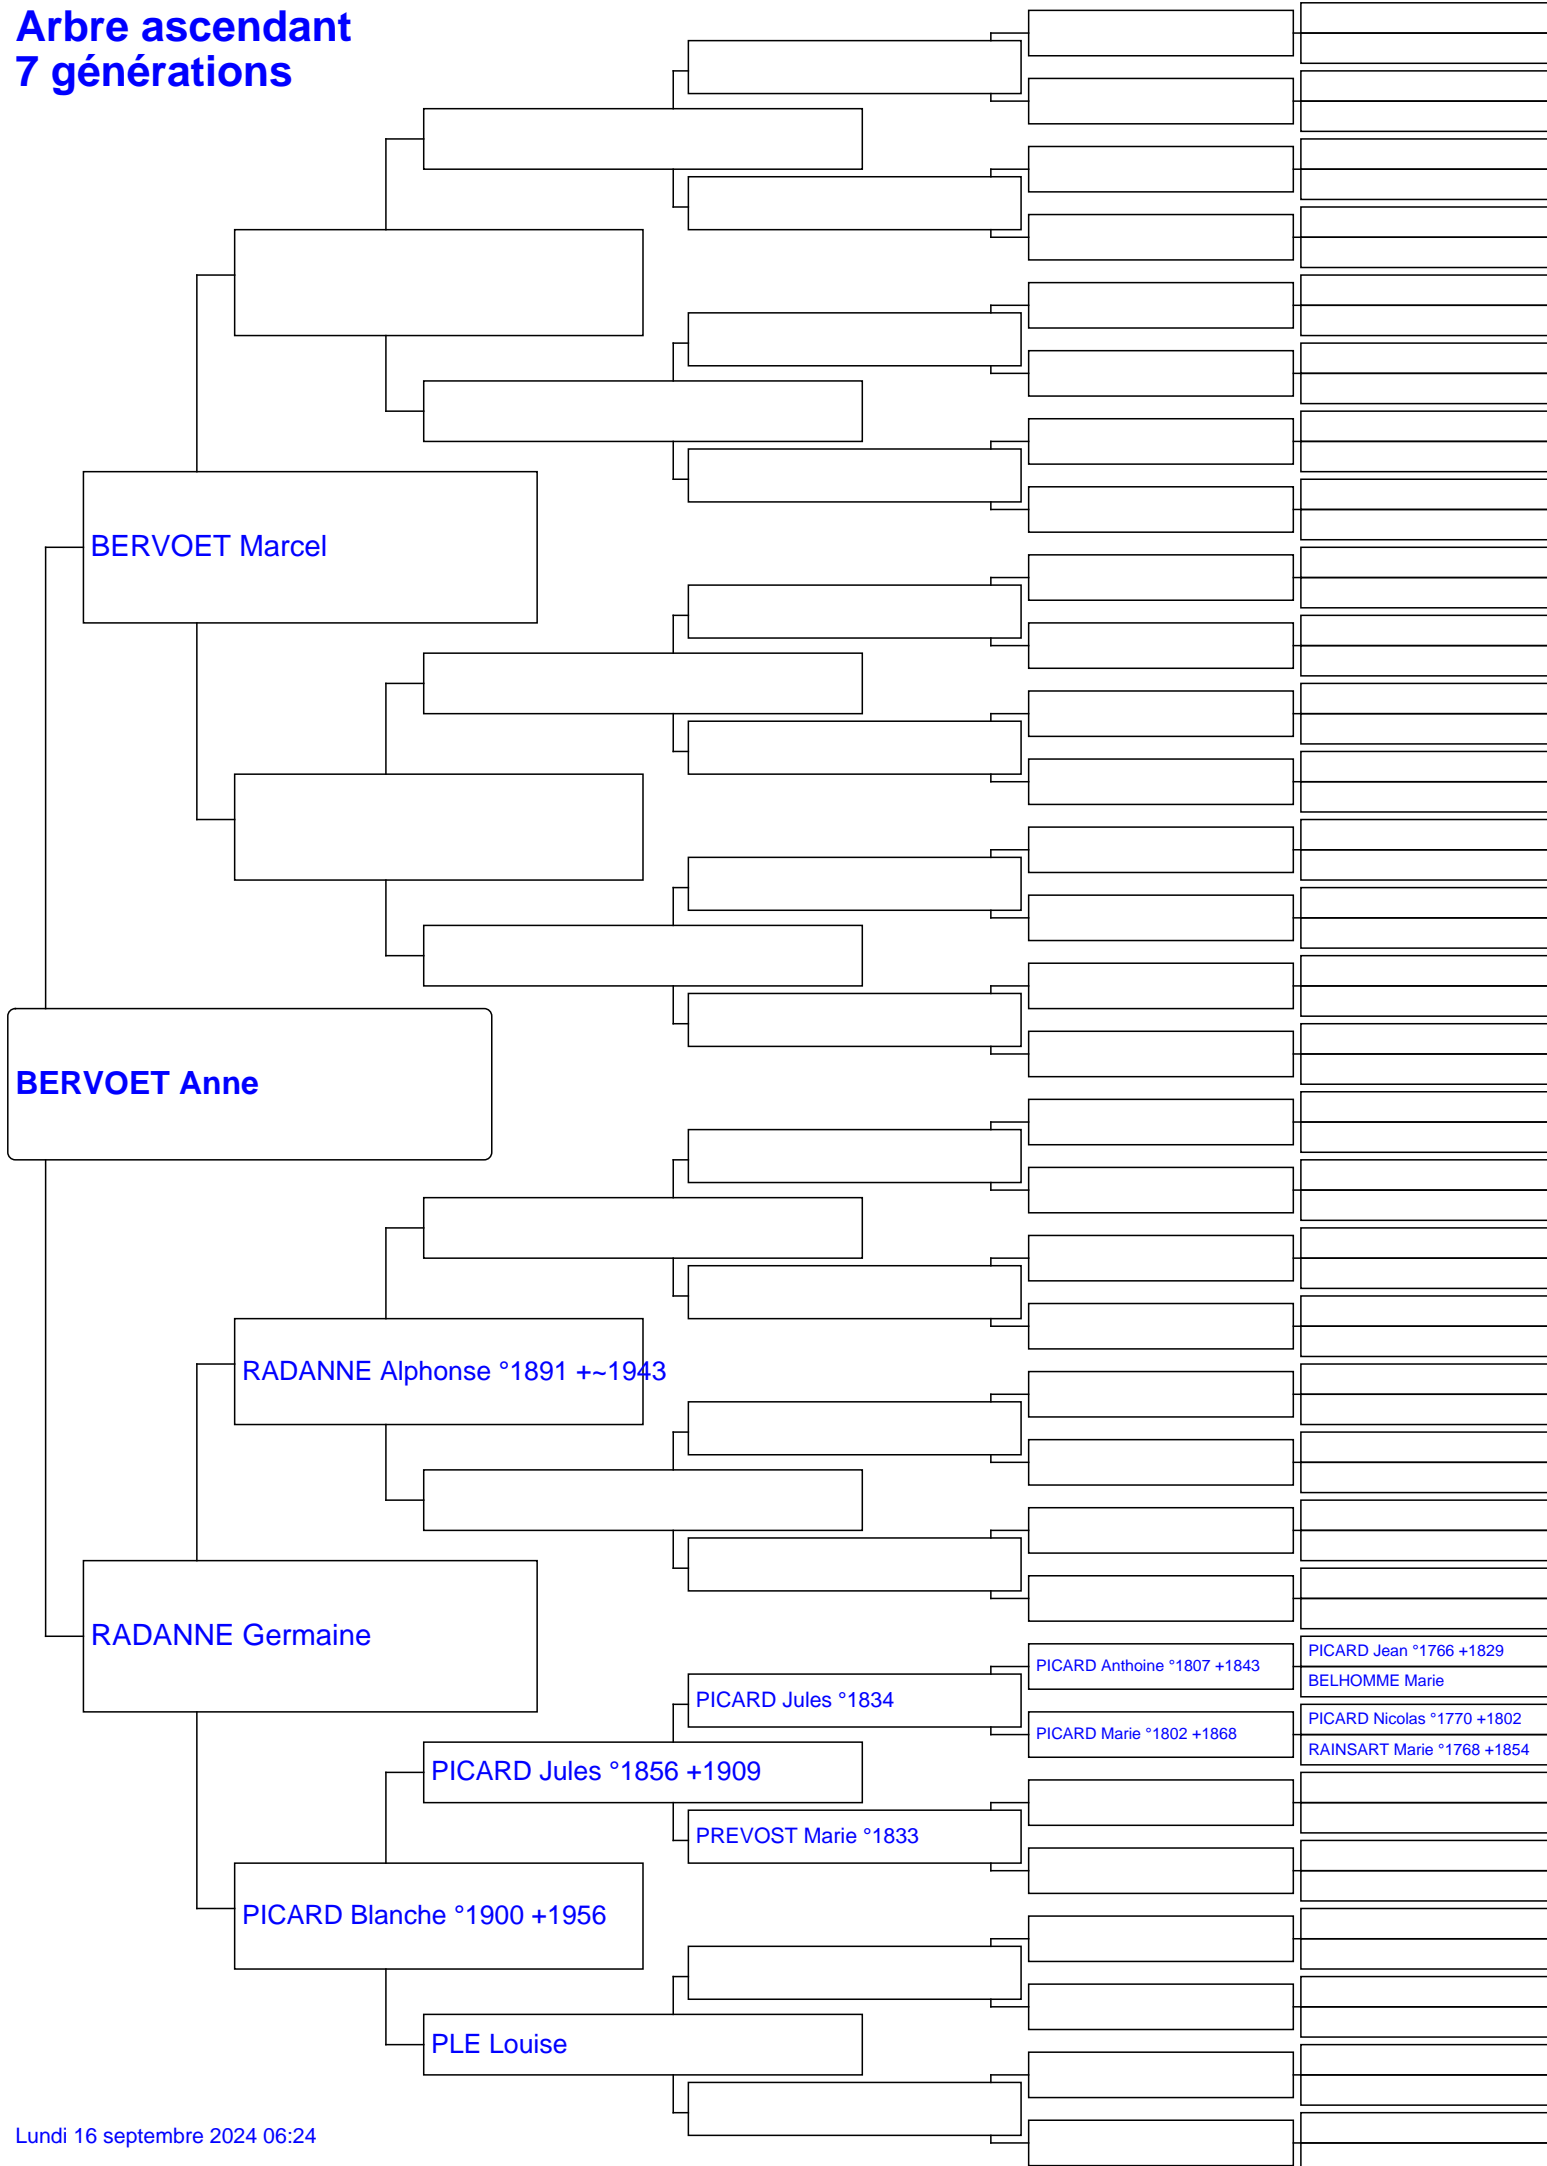 Arbre ascendant
7 générations
BERVOET Marcel
BERVOET Anne
RADANNE Alphonse °1891 +~1943
RADANNE Germaine
PICARD Anthoine °1807 +1843
PICARD Jean °1766 +1829
BELHOMME Marie
PICARD Jules °1834
PICARD Marie °1802 +1868
PICARD Nicolas °1770 +1802
RAINSART Marie °1768 +1854
PICARD Jules °1856 +1909
PREVOST Marie °1833
PICARD Blanche °1900 +1956
PLE Louise
Lundi 16 septembre 2024 06:24